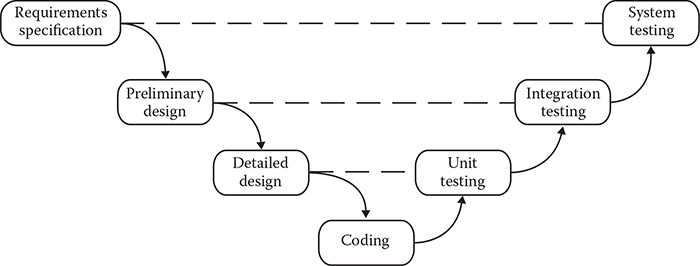 Requirements
specification
System
testing
Preliminary
design
Integration
testing
Detailed
design
Unit
testing
Coding